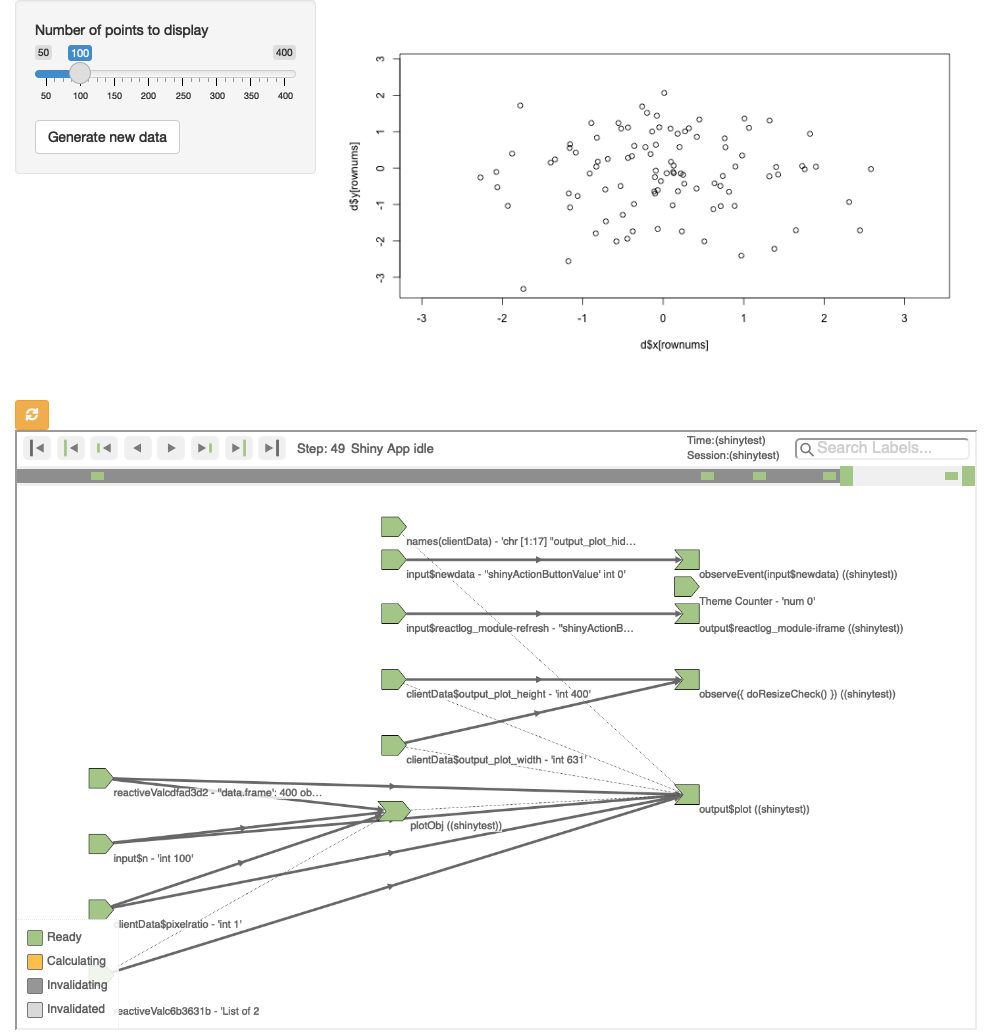 Number of points to display
50 100 400
50 100 150 200 250 300 350 400
Generate new data
d$y[rownums]
3
2
1
0
-1
-2
-3
-3 -2 -1 0 1 2 3
d$x[rownums]
Step: 49 Shiny App idle
Time:(shinytest)
Session:(shinytest)
Search Labels...
names(clientData) - 'chr [1:17] "output_plot_hid...
input$newdata - "shinyActionButtonValue' int 0'
observeEvent(input$newdata) ((shinytest))
Theme Counter - 'num 0'
input$reactlog_module-refresh - "shinyActionB...
output$reactlog_module-iframe ((shinytest))
clientData$output_plot_height - 'int 400'
observe({ doResizeCheck() }) ((shinytest))
clientData$output_plot_width - 'int 631'
reactiveValcdfad3d2 - "data.frame': 400 ob...
output$plot ((shinytest))
plotObj ((shinytest))
input$n - 'int 100'
clientData$pixelratio - 'int 1'
Ready
Calculating
Invalidating
Invalidated
eactiveValc6b3631b - 'List of 2